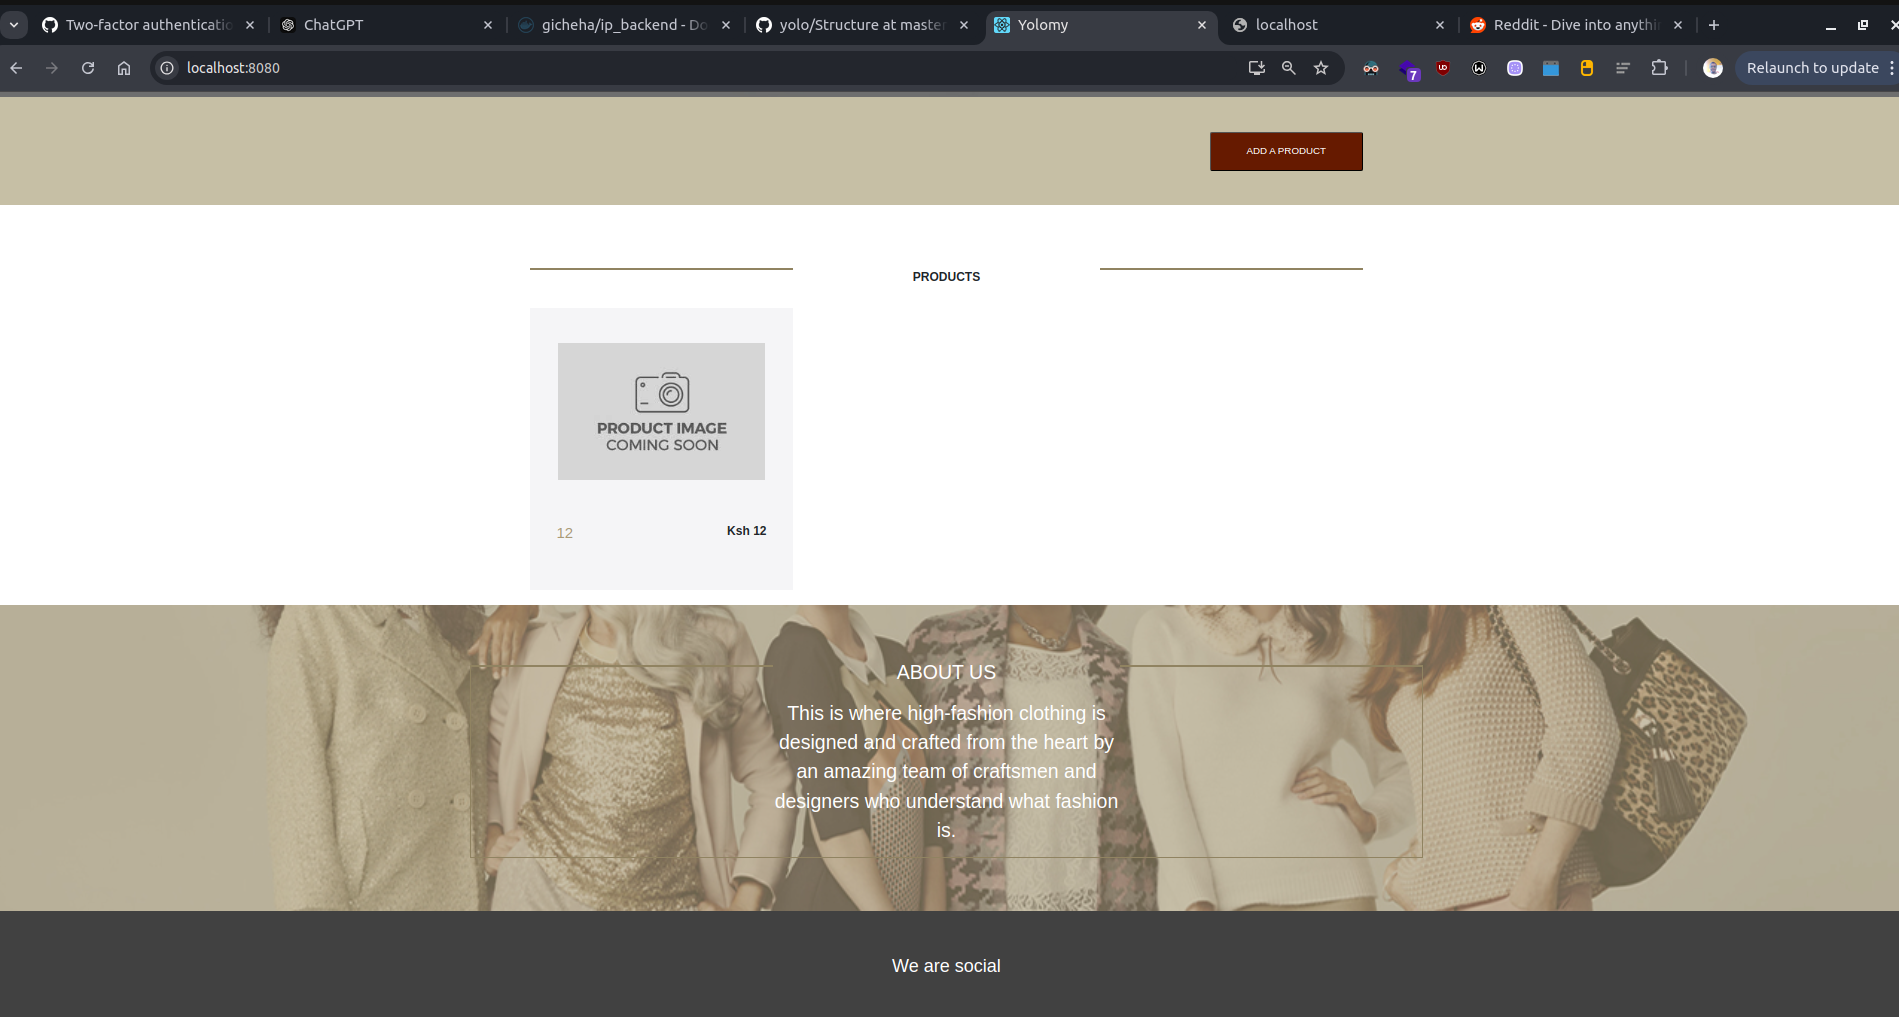 Two-factor authenticatio
ChatGPT
gicheha/ip_backend - Do
yolo/Structure at master
Yolomy
localhost
Reddit - Dive into anythin
localhost:8080
7
UD
W
Relaunch to update
ADD A PRODUCT
PRODUCTS
PRODUCT IMAGE
COMING SOON
12
Ksh 12
ABOUT US
This is where high-fashion clothing is
designed and crafted from the heart by
an amazing team of craftsmen and
designers who understand what fashion
is.
We are social